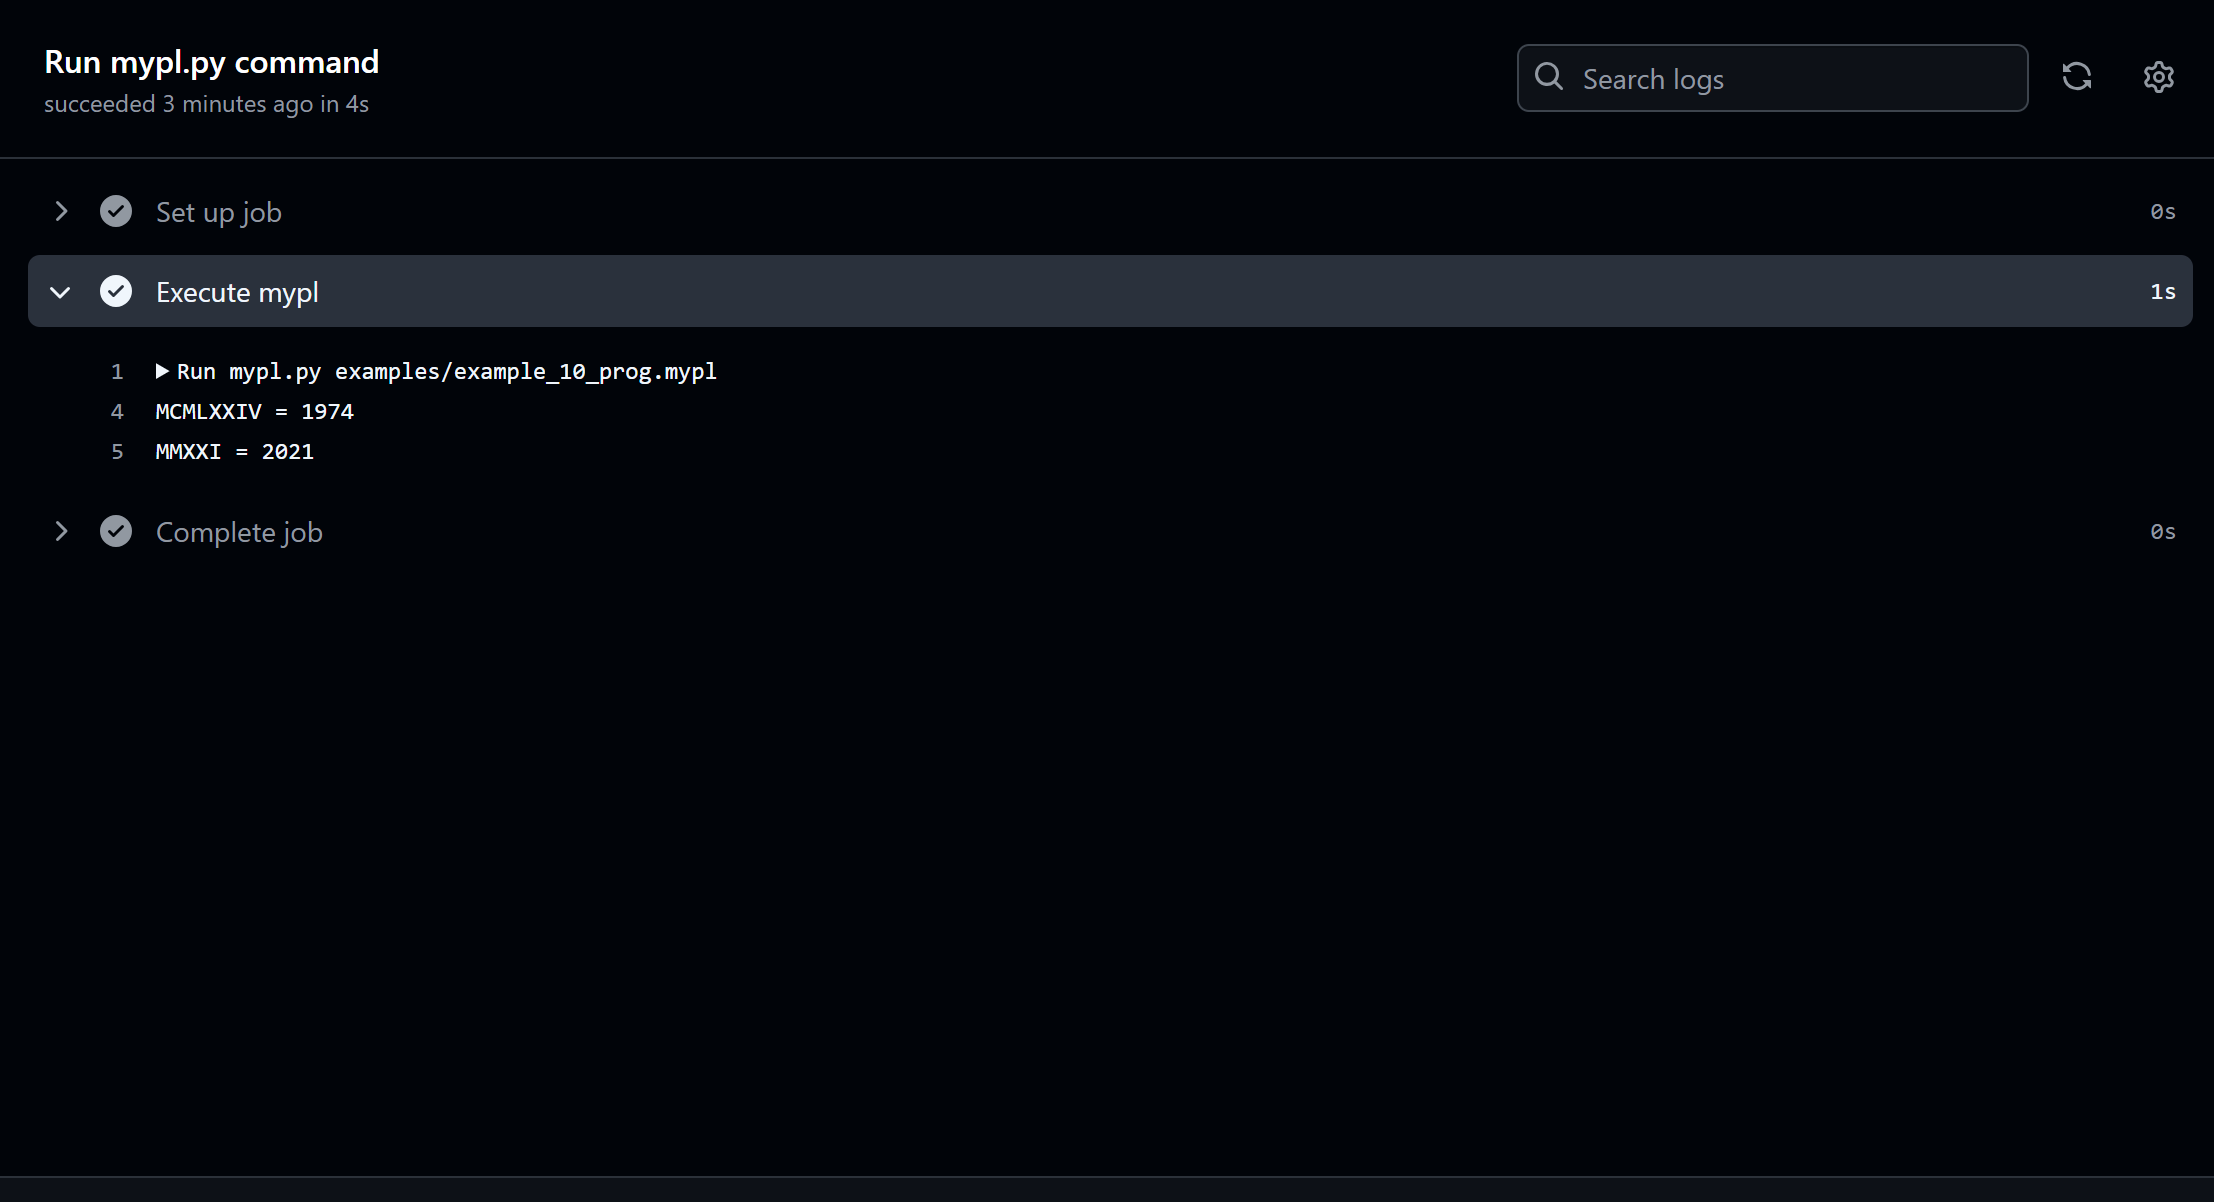 Run mypl.py command
succeeded 3 minutes ago in 4s
Search logs
Set up job 0s
Execute mypl 1s
1 Run mypl.py examples/example_10_prog.mypl
4 MCMLXXIV = 1974
5 MMXXI = 2021
Complete job 0s